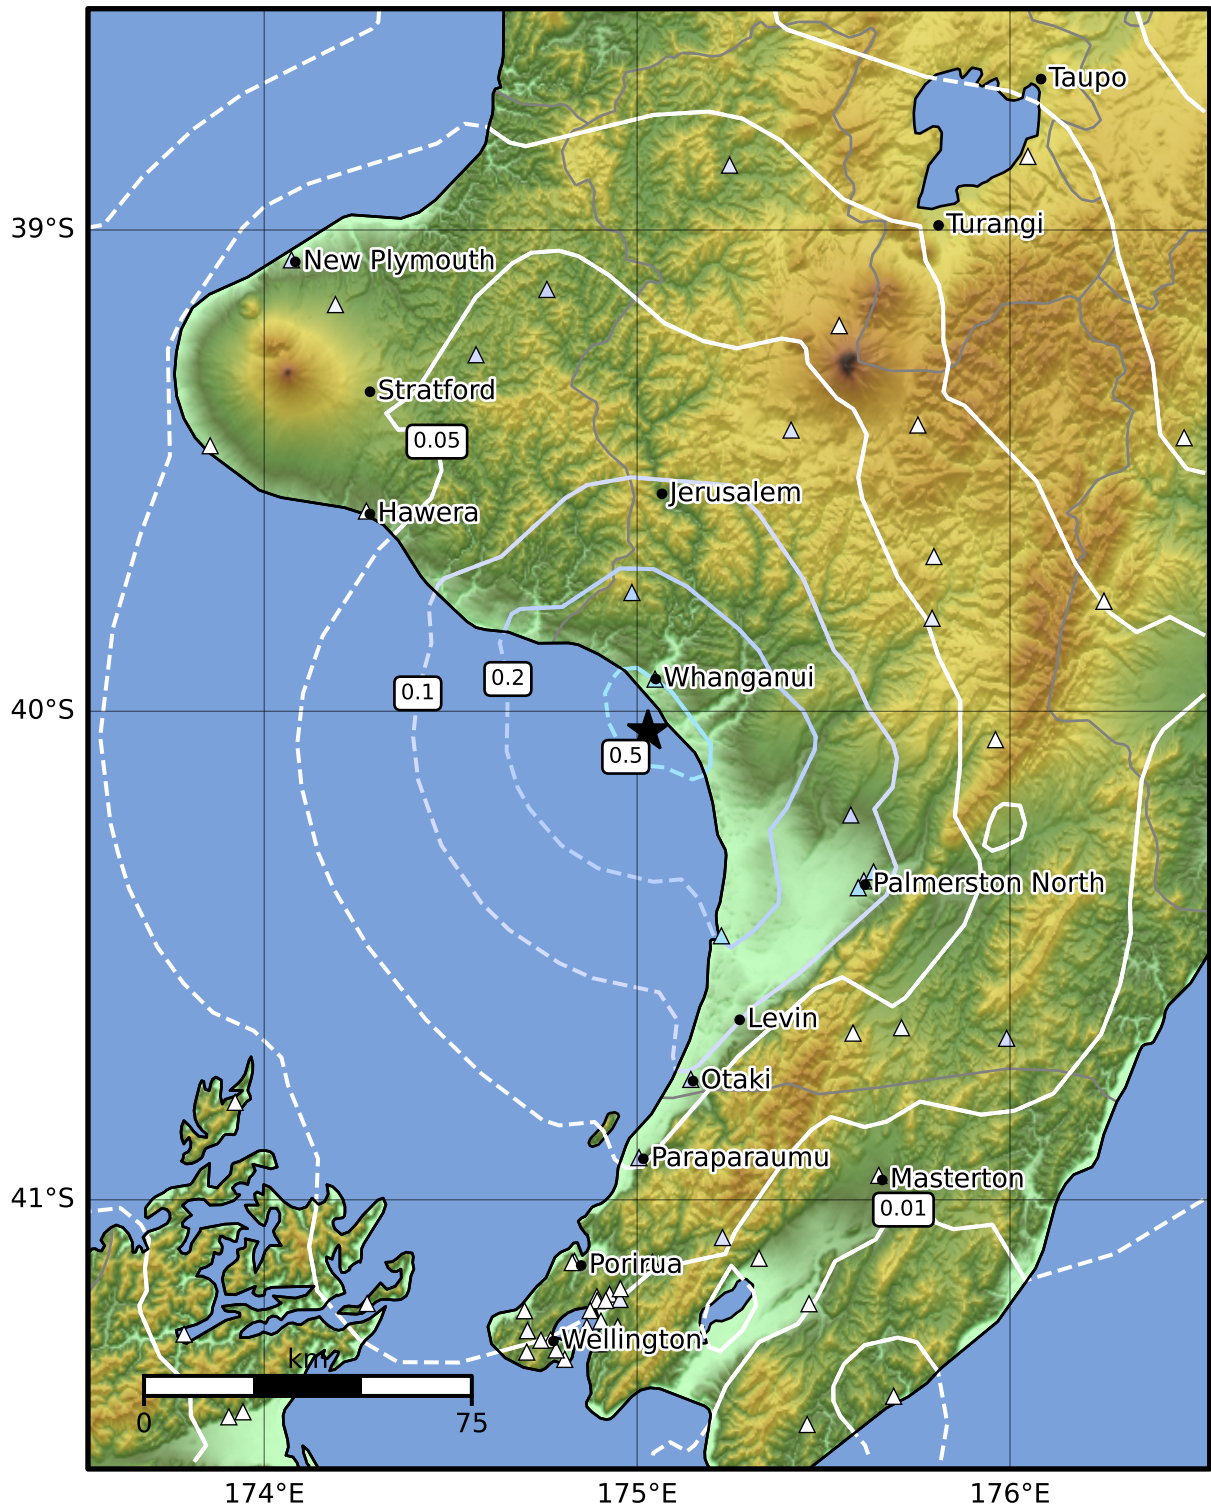 Taupo
39°S
Turangi
New Plymouth
Stratford
0.05
Jerusalem
Hawera
0.1
0.2
Whanganui
40°S
0.5
Palmerston North
Levin
Otaki
Paraparaumu
Masterton
41°S
0.01
Porirua
Wellington
km
0
75
174°E
175°E
176°E